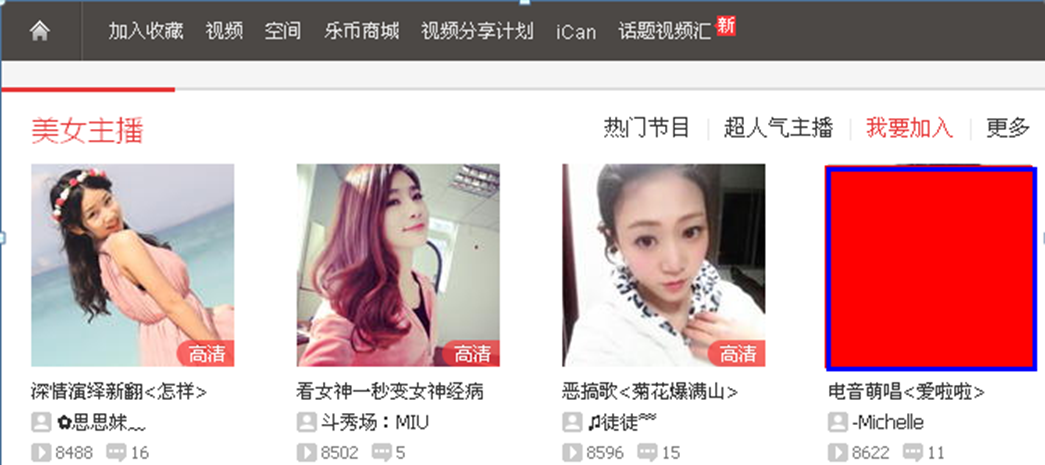 加入收藏 视频 空间 乐币商城 视频分享计划 iCan 话题视频汇 新
美女主播 热门节目 超人气主播 我要加入 更多
高清 高清 高清
深情演绎新翻<怎样> 看女神一秒变女神经病 恶搞歌<菊花爆满山> 电音萌唱<爱啦啦>
✿思思妹﹏ 斗秀场：MIU ♫徒徒 -Michelle
8488 16 8502 5 8596 15 8622 11